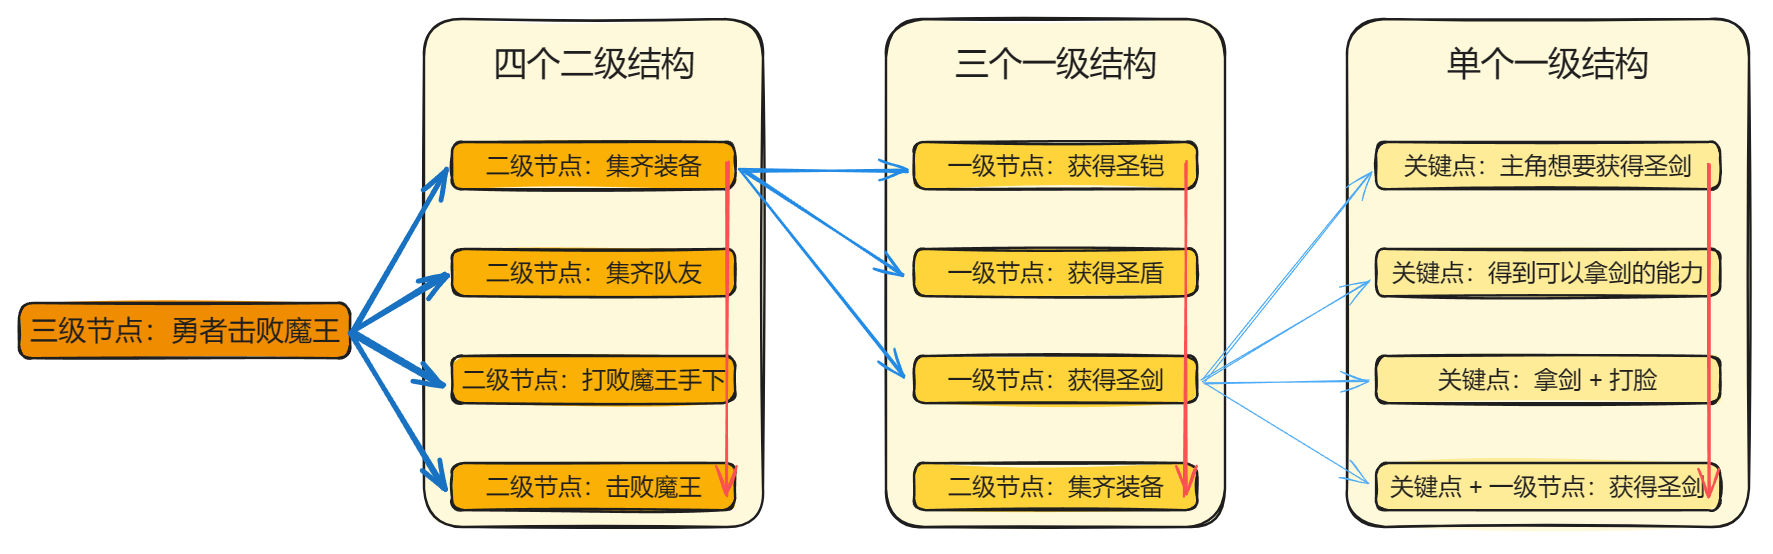 三级节点：勇者击败魔王
四个二级结构
二级节点：集齐装备
二级节点：集齐队友
二级节点：打败魔王手下
二级节点：击败魔王
三个一级结构
一级节点：获得圣铠
一级节点：获得圣盾
一级节点：获得圣剑
二级节点：集齐装备
单个一级结构
关键点：主角想要获得圣剑
关键点：得到可以拿剑的能力
关键点：拿剑 + 打脸
关键点 + 一级节点：获得圣剑